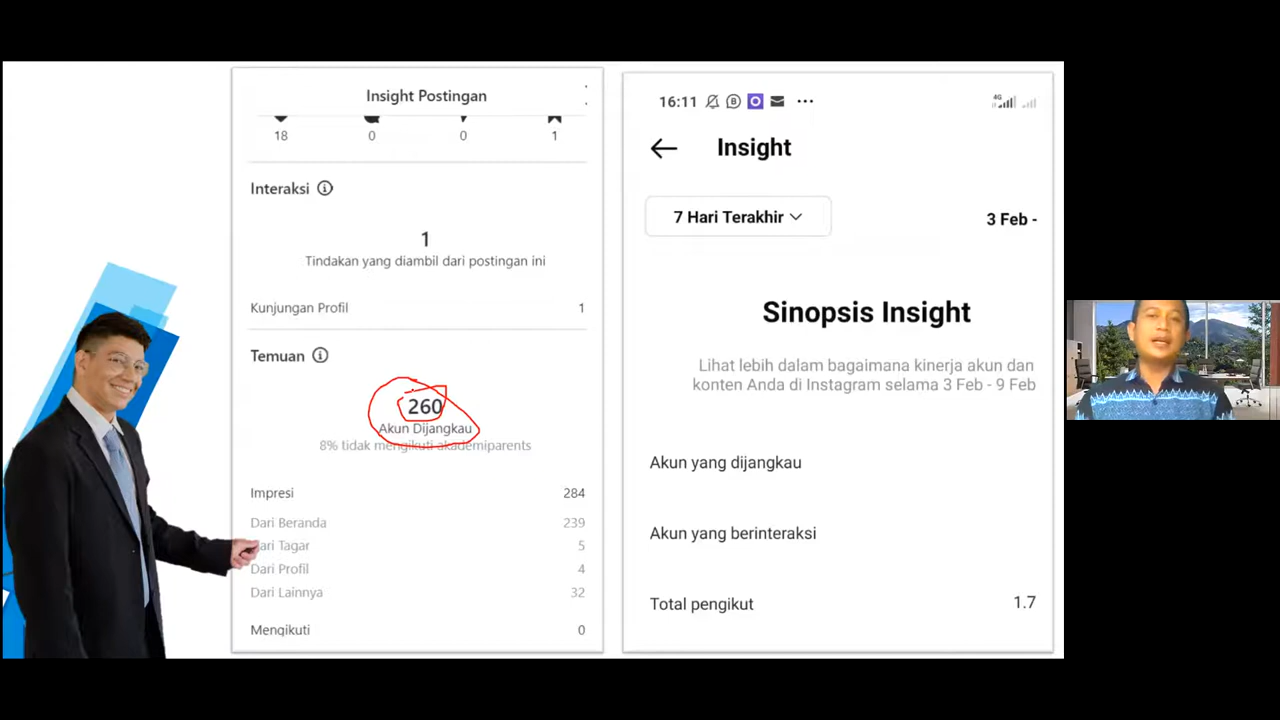 Insight Postingan
18 0 0 1
Interaksi
1
Tindakan yang diambil dari postingan ini
Kunjungan Profil 1
Temuan
260
Akun Dijangkau
8% tidak mengikuti akademiparents
Impresi 284
Dari Beranda 239
ari Tagar 5
Dari Profil 4
Dari Lainnya 32
Mengikuti 0
16:11 B 4G
Insight
7 Hari Terakhir 3 Feb -
Sinopsis Insight
Lihat lebih dalam bagaimana kinerja akun dan
konten Anda di Instagram selama 3 Feb - 9 Feb
Akun yang dijangkau
Akun yang berinteraksi
Total pengikut 1.7